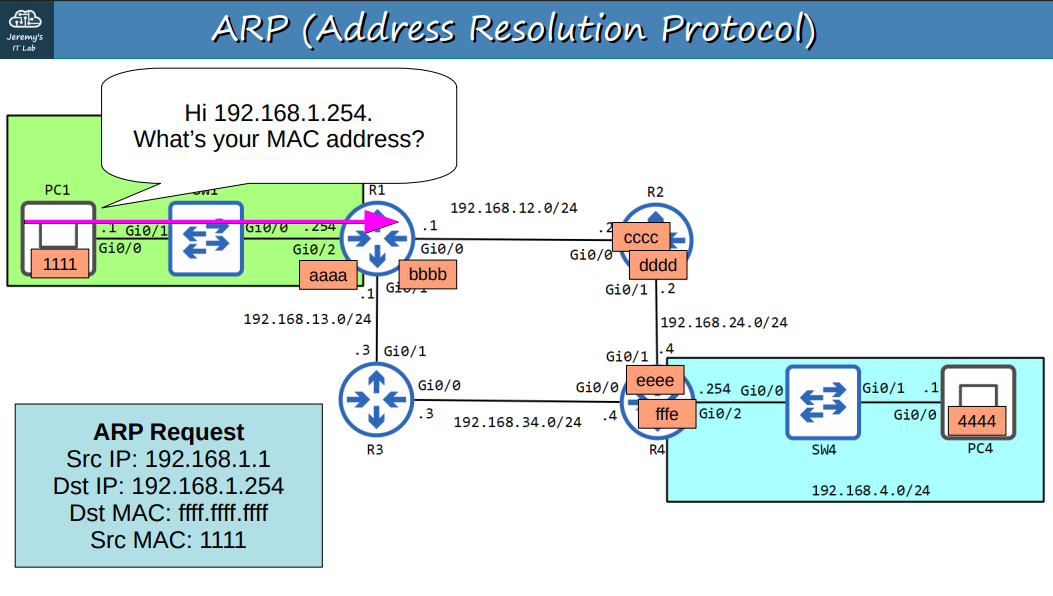 Jeremy's
IT Lab
ARP (Address Resolution Protocol)
Hi 192.168.1.254.
What's your MAC address?
PC1
SW1
R1
R2
192.168.12.0/24
.1
Gi0/1
Gi0/0
.254
.1
.2
Gi0/0
Gi0/2
Gi0/0
Gi0/0
1111
aaaa
bbbb
cccc
dddd
.1
Gi0/1
Gi0/1
.2
192.168.13.0/24
192.168.24.0/24
.3
Gi0/1
Gi0/1
.4
Gi0/0
Gi0/0
eeee
fffe
.254
Gi0/0
Gi0/1
.1
.3
192.168.34.0/24
.4
Gi0/2
Gi0/0
4444
R3
R4
SW4
PC4
192.168.4.0/24
ARP Request
Src IP: 192.168.1.1
Dst IP: 192.168.1.254
Dst MAC: ffff.ffff.ffff
Src MAC: 1111